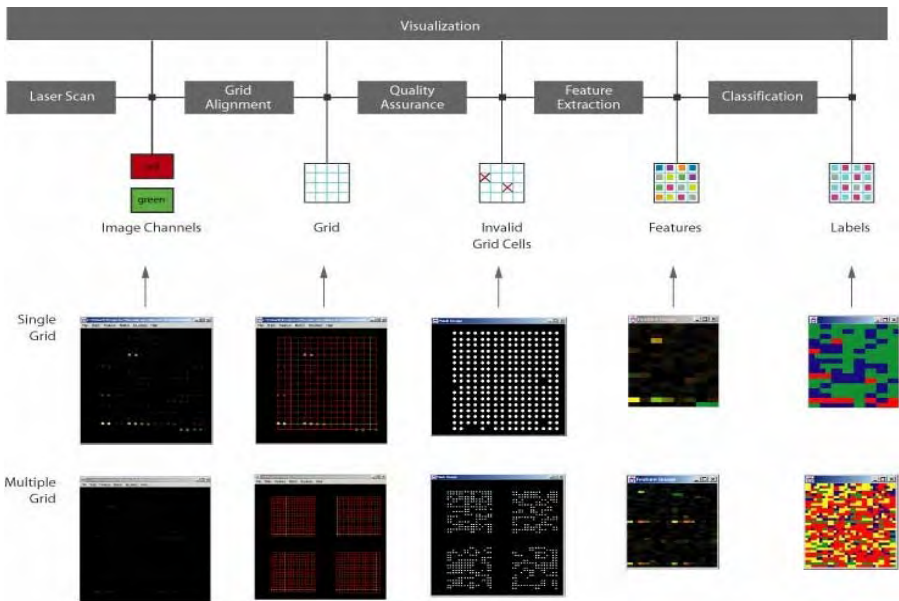 Visualization
Laser Scan
Grid
Alignment
Quality
Assurance
Feature
Extraction
Classification
red
green
Image Channels
Grid
Invalid
Grid Cells
Features
Labels
Single
Grid
Multiple
Grid